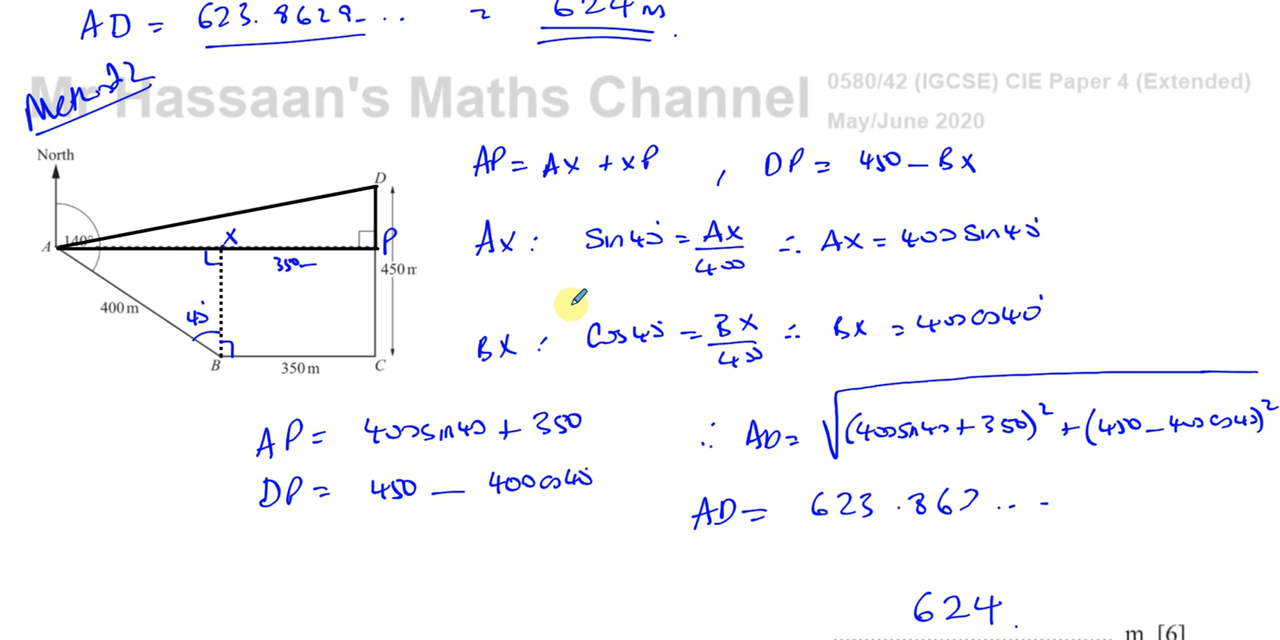 AD = 623.8629... = 624 m.
Method 2
Mr Hassaan's Maths Channel
0580/42 (IGCSE) CIE Paper 4 (Extended)
May/June 2020
North
D
A
140°
X
P
350
450 m
400 m
40°
B
350 m
C
AP = AX + XP , DP = 450 - BX
AX : Sin40° = AX/400 ∴ AX = 400 sin40°
BX : Cos40° = BX/400 ∴ BX = 400cos40°
AP = 400sin40 + 350
DP = 450 - 400cos40
∴ AD = √(400sin40+350)² + (450-400cos40)²
AD = 623.862...
624.
m [6]